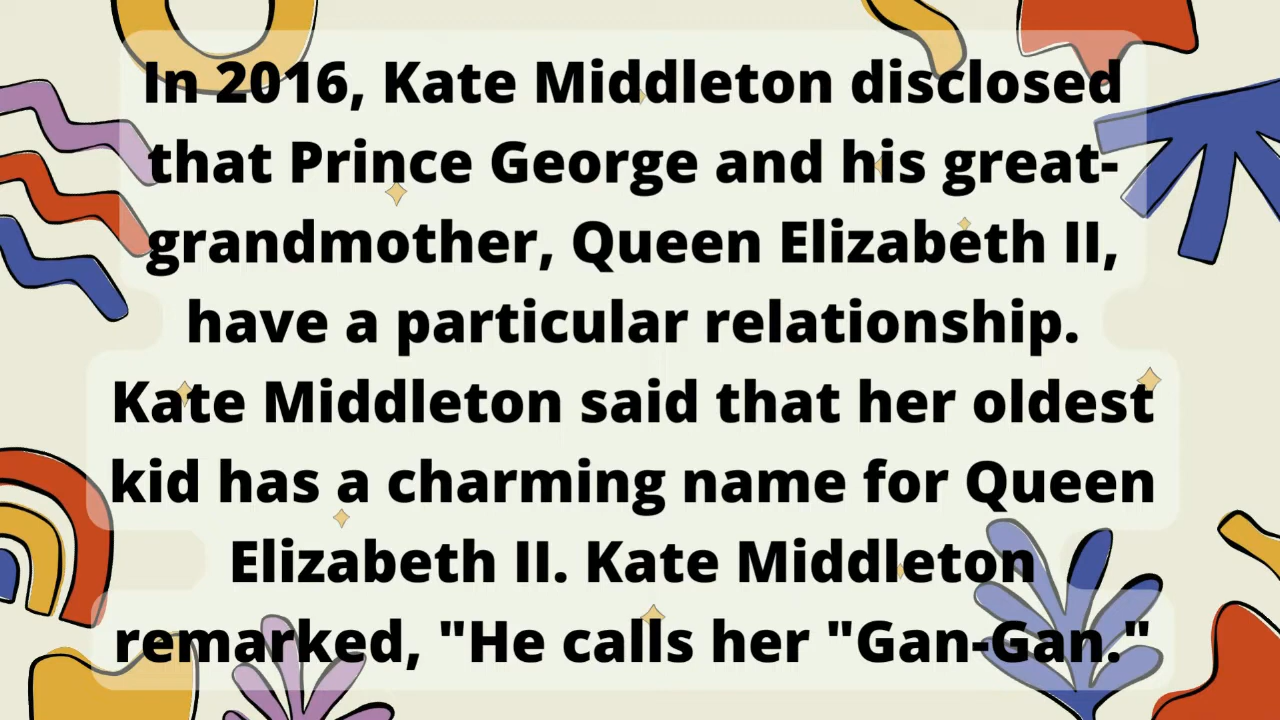 In 2016, Kate Middleton disclosed
that Prince George and his great-
grandmother, Queen Elizabeth II,
have a particular relationship.
Kate Middleton said that her oldest
kid has a charming name for Queen
Elizabeth II. Kate Middleton
remarked, "He calls her "Gan-Gan."